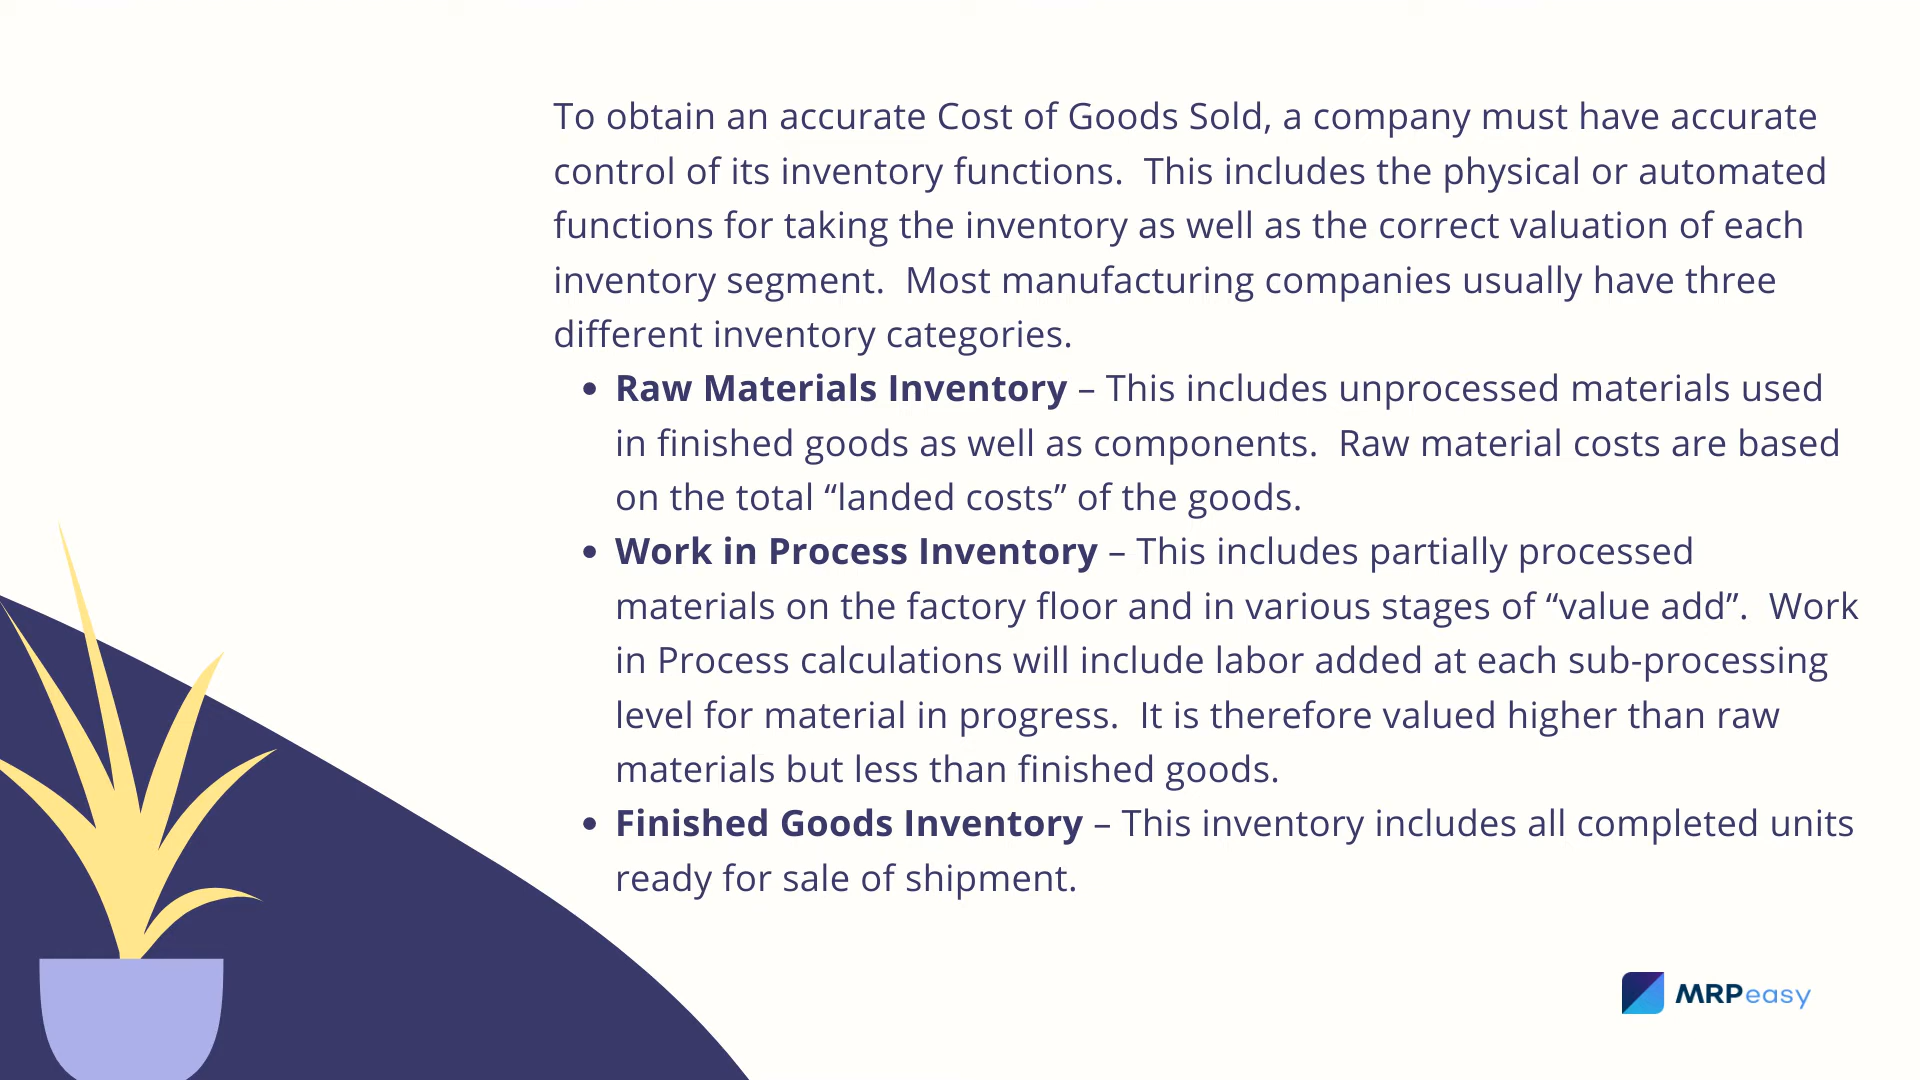 To obtain an accurate Cost of Goods Sold, a company must have accurate
control of its inventory functions.  This includes the physical or automated
functions for taking the inventory as well as the correct valuation of each
inventory segment.  Most manufacturing companies usually have three
different inventory categories.
• Raw Materials Inventory – This includes unprocessed materials used
in finished goods as well as components.  Raw material costs are based
on the total “landed costs” of the goods.
• Work in Process Inventory – This includes partially processed
materials on the factory floor and in various stages of “value add”.  Work
in Process calculations will include labor added at each sub-processing
level for material in progress.  It is therefore valued higher than raw
materials but less than finished goods.
• Finished Goods Inventory – This inventory includes all completed units
ready for sale of shipment.
MRPeasy